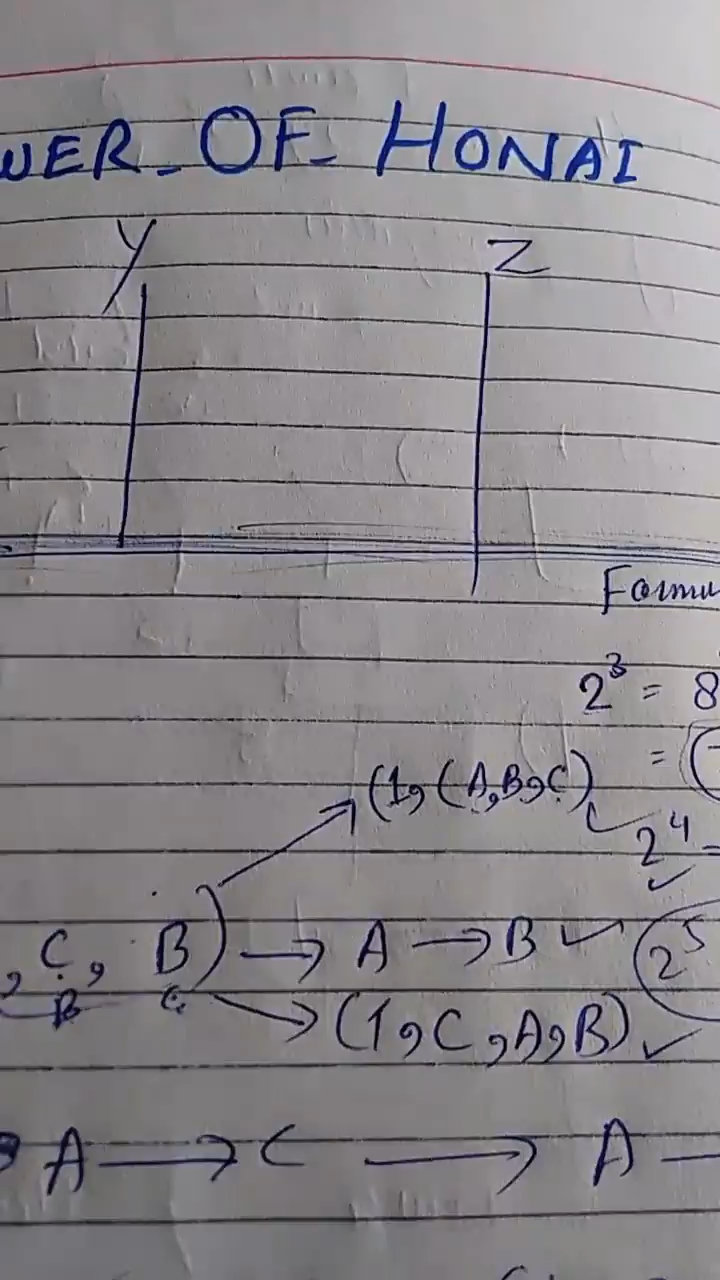 WER OF HONAI
Y Z
Formu
2³ = 8
=
(1, (A,B,C)
2⁴
, C, B) → A → B ✓ 2⁵
B C
(1, C, A, B) ✓
A → C → A